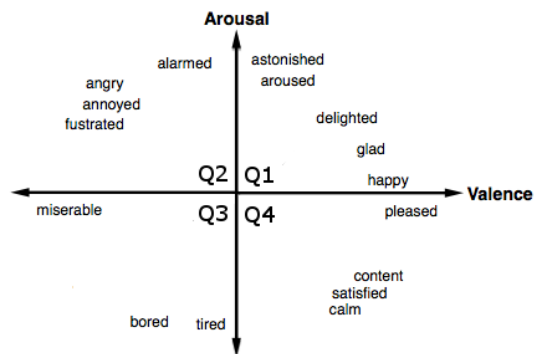 Arousal
alarmed
astonished
angry
aroused
annoyed
fustrated
delighted
glad
Q2 Q1
happy
Valence
miserable
Q3 Q4
pleased
content
satisfied
calm
bored
tired